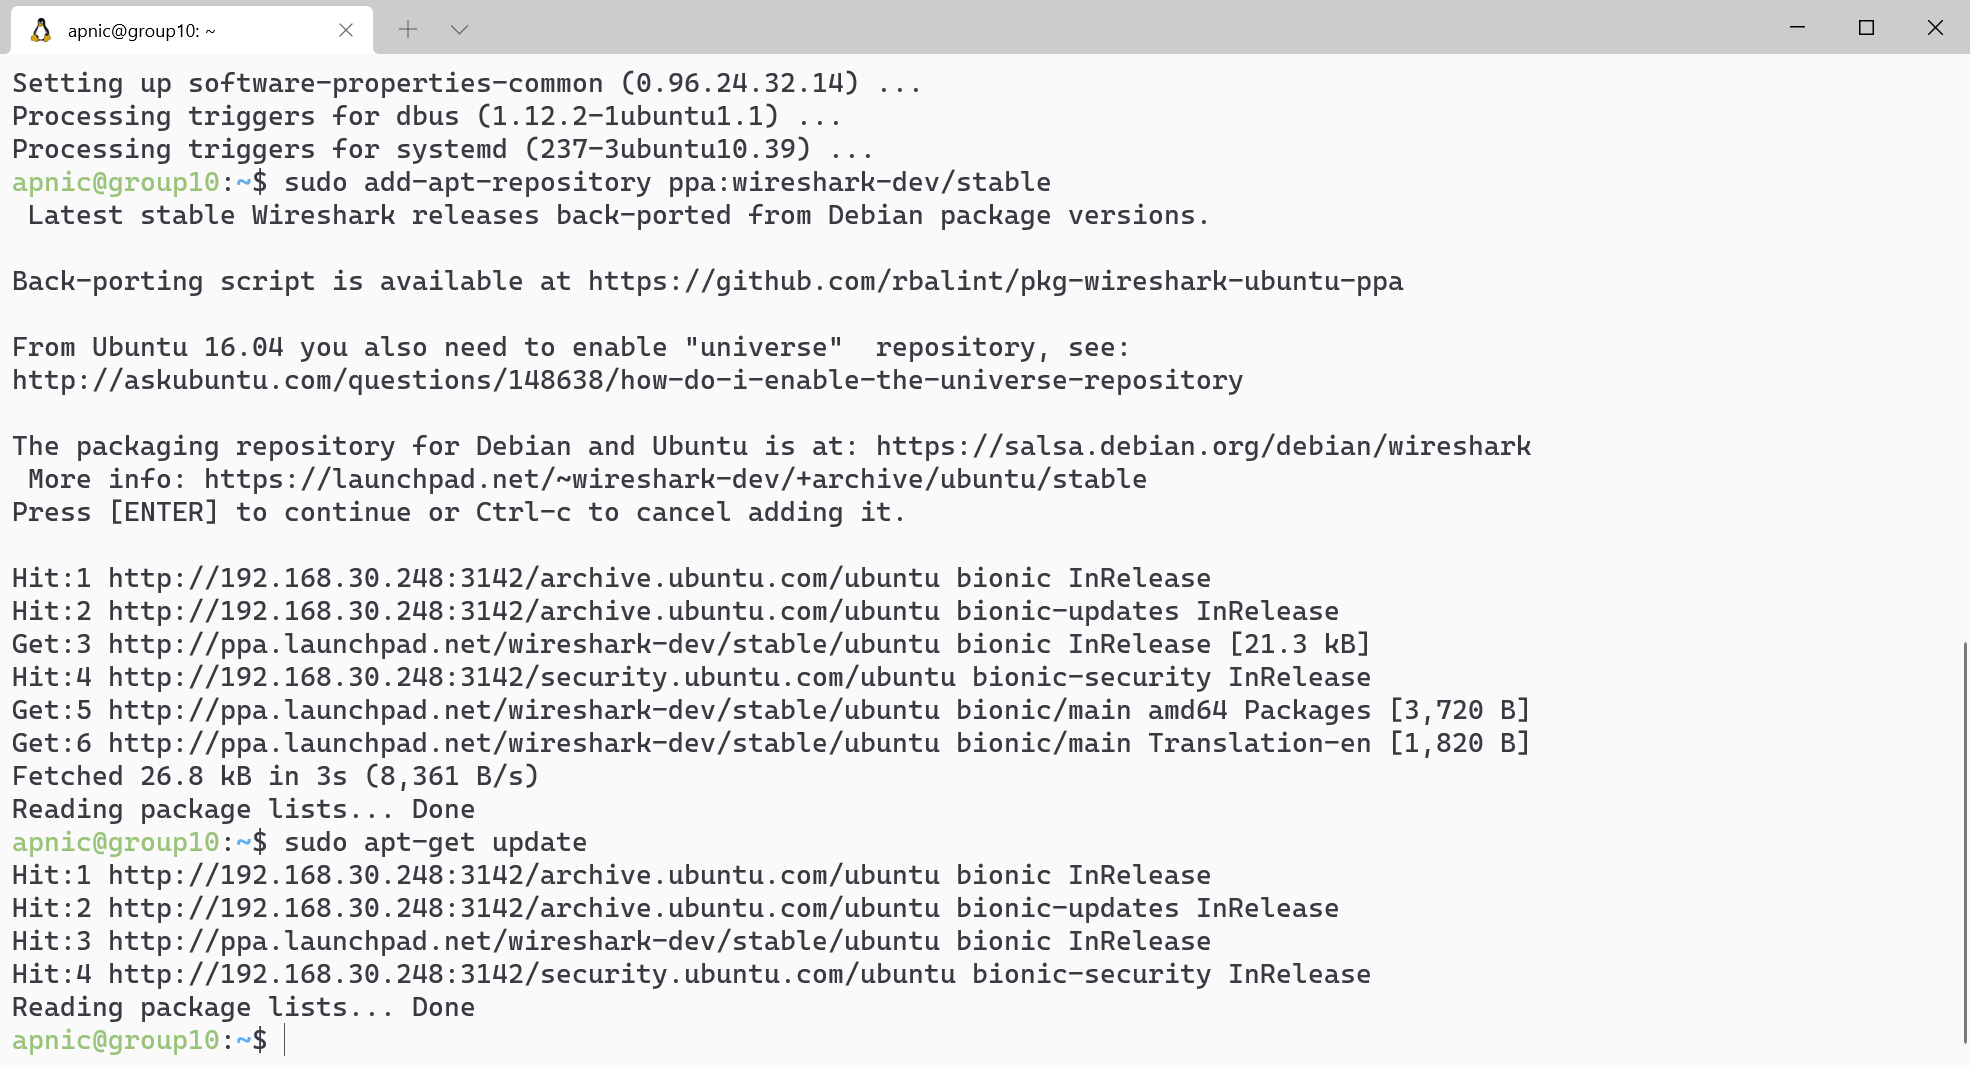 apnic@group10: ~
Setting up software-properties-common (0.96.24.32.14) ...
Processing triggers for dbus (1.12.2-1ubuntu1.1) ...
Processing triggers for systemd (237-3ubuntu10.39) ...
apnic@group10:~$ sudo add-apt-repository ppa:wireshark-dev/stable
 Latest stable Wireshark releases back-ported from Debian package versions.

Back-porting script is available at https://github.com/rbalint/pkg-wireshark-ubuntu-ppa

From Ubuntu 16.04 you also need to enable "universe"  repository, see:
http://askubuntu.com/questions/148638/how-do-i-enable-the-universe-repository

The packaging repository for Debian and Ubuntu is at: https://salsa.debian.org/debian/wireshark
 More info: https://launchpad.net/~wireshark-dev/+archive/ubuntu/stable
Press [ENTER] to continue or Ctrl-c to cancel adding it.

Hit:1 http://192.168.30.248:3142/archive.ubuntu.com/ubuntu bionic InRelease
Hit:2 http://192.168.30.248:3142/archive.ubuntu.com/ubuntu bionic-updates InRelease
Get:3 http://ppa.launchpad.net/wireshark-dev/stable/ubuntu bionic InRelease [21.3 kB]
Hit:4 http://192.168.30.248:3142/security.ubuntu.com/ubuntu bionic-security InRelease
Get:5 http://ppa.launchpad.net/wireshark-dev/stable/ubuntu bionic/main amd64 Packages [3,720 B]
Get:6 http://ppa.launchpad.net/wireshark-dev/stable/ubuntu bionic/main Translation-en [1,820 B]
Fetched 26.8 kB in 3s (8,361 B/s)
Reading package lists... Done
apnic@group10:~$ sudo apt-get update
Hit:1 http://192.168.30.248:3142/archive.ubuntu.com/ubuntu bionic InRelease
Hit:2 http://192.168.30.248:3142/archive.ubuntu.com/ubuntu bionic-updates InRelease
Hit:3 http://ppa.launchpad.net/wireshark-dev/stable/ubuntu bionic InRelease
Hit:4 http://192.168.30.248:3142/security.ubuntu.com/ubuntu bionic-security InRelease
Reading package lists... Done
apnic@group10:~$